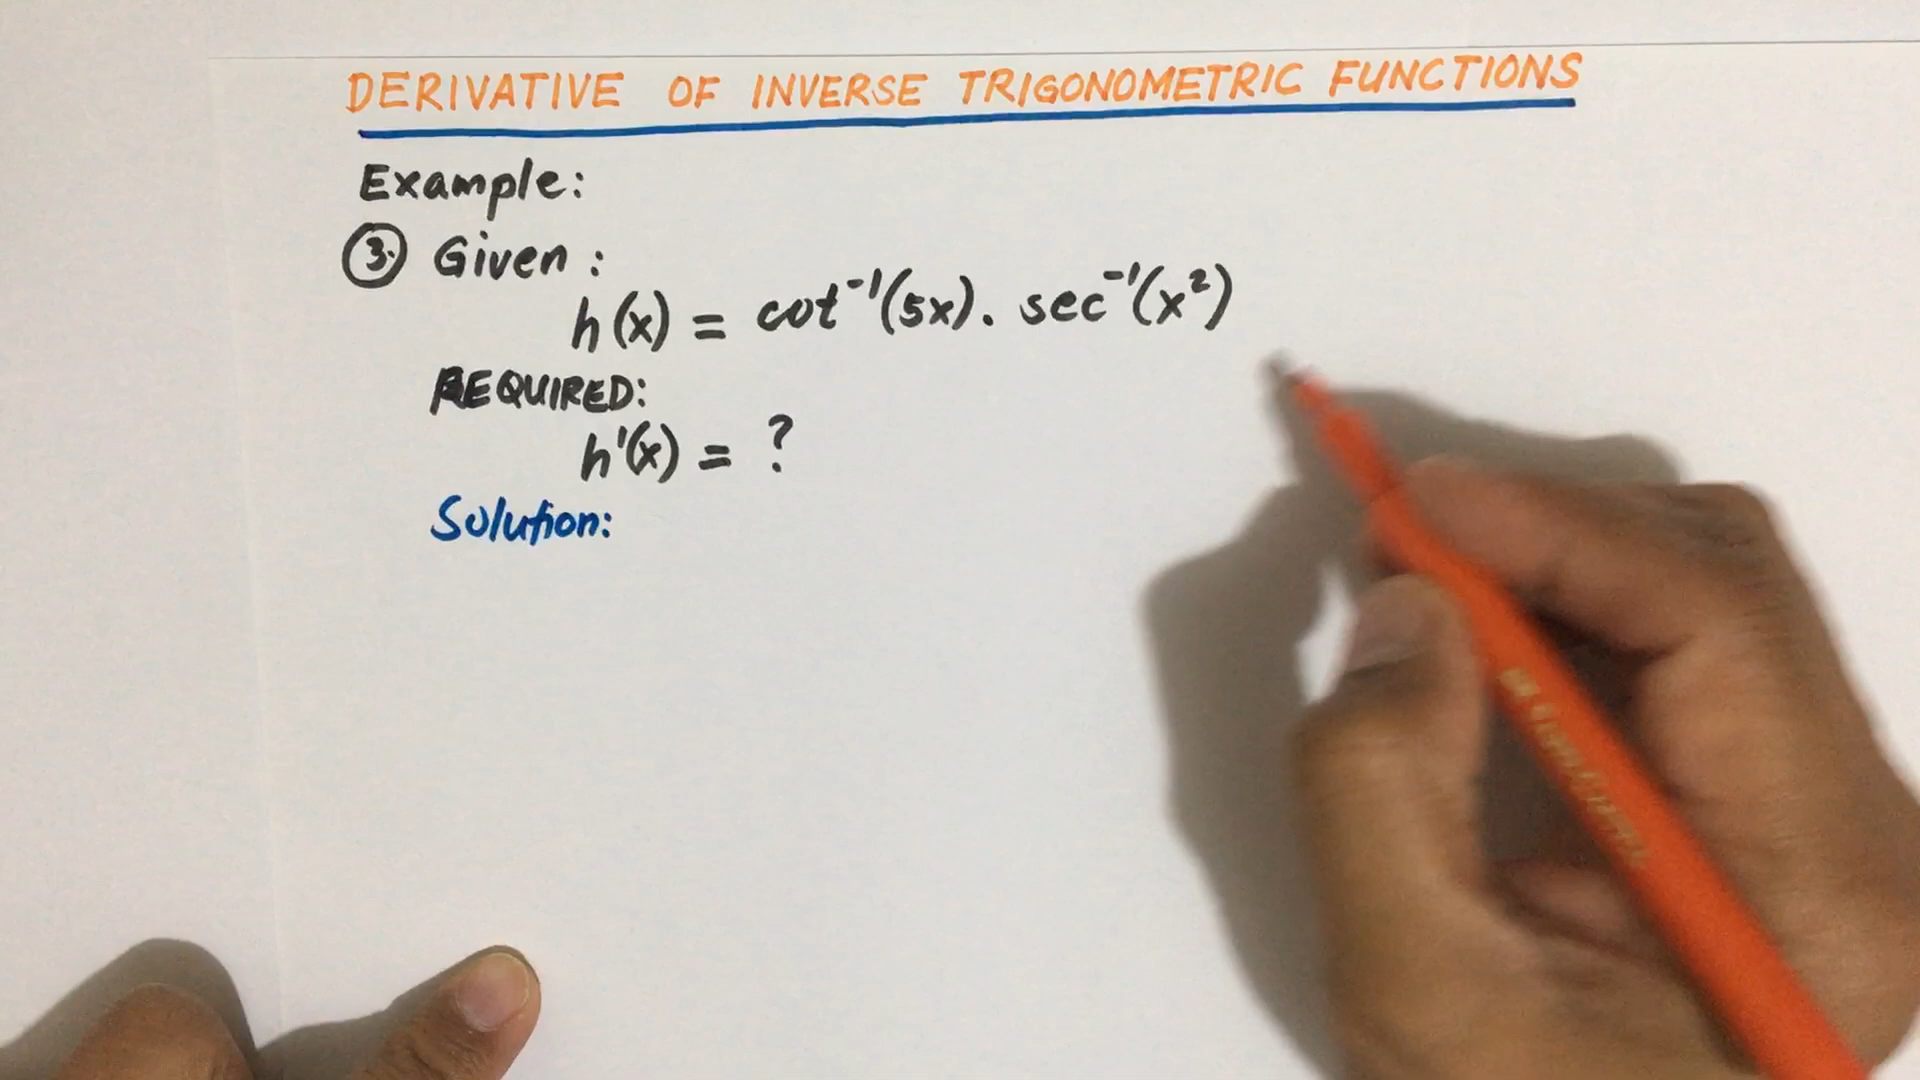 DERIVATIVE OF INVERSE TRIGONOMETRIC FUNCTIONS
Example:
3. Given:
h(x) = cot⁻¹(5x). sec⁻¹(x²)
REQUIRED:
h'(x) = ?
Solution: